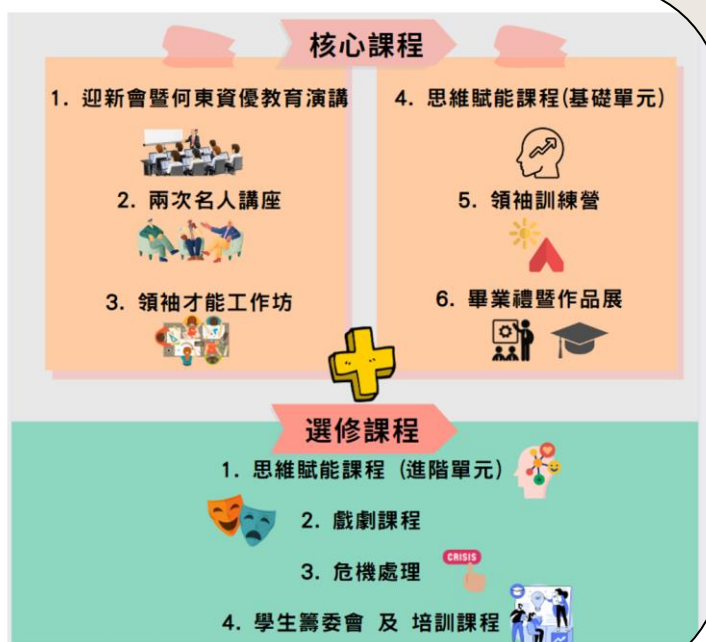 核心課程
1. 迎新會暨何東資優教育演講
2. 兩次名人講座
3. 領袖才能工作坊
4. 思維賦能課程(基礎單元)
5. 領袖訓練營
6. 畢業禮暨作品展
選修課程
1. 思維賦能課程 (進階單元)
2. 戲劇課程
3. 危機處理
CRISIS
4. 學生籌委會 及 培訓課程